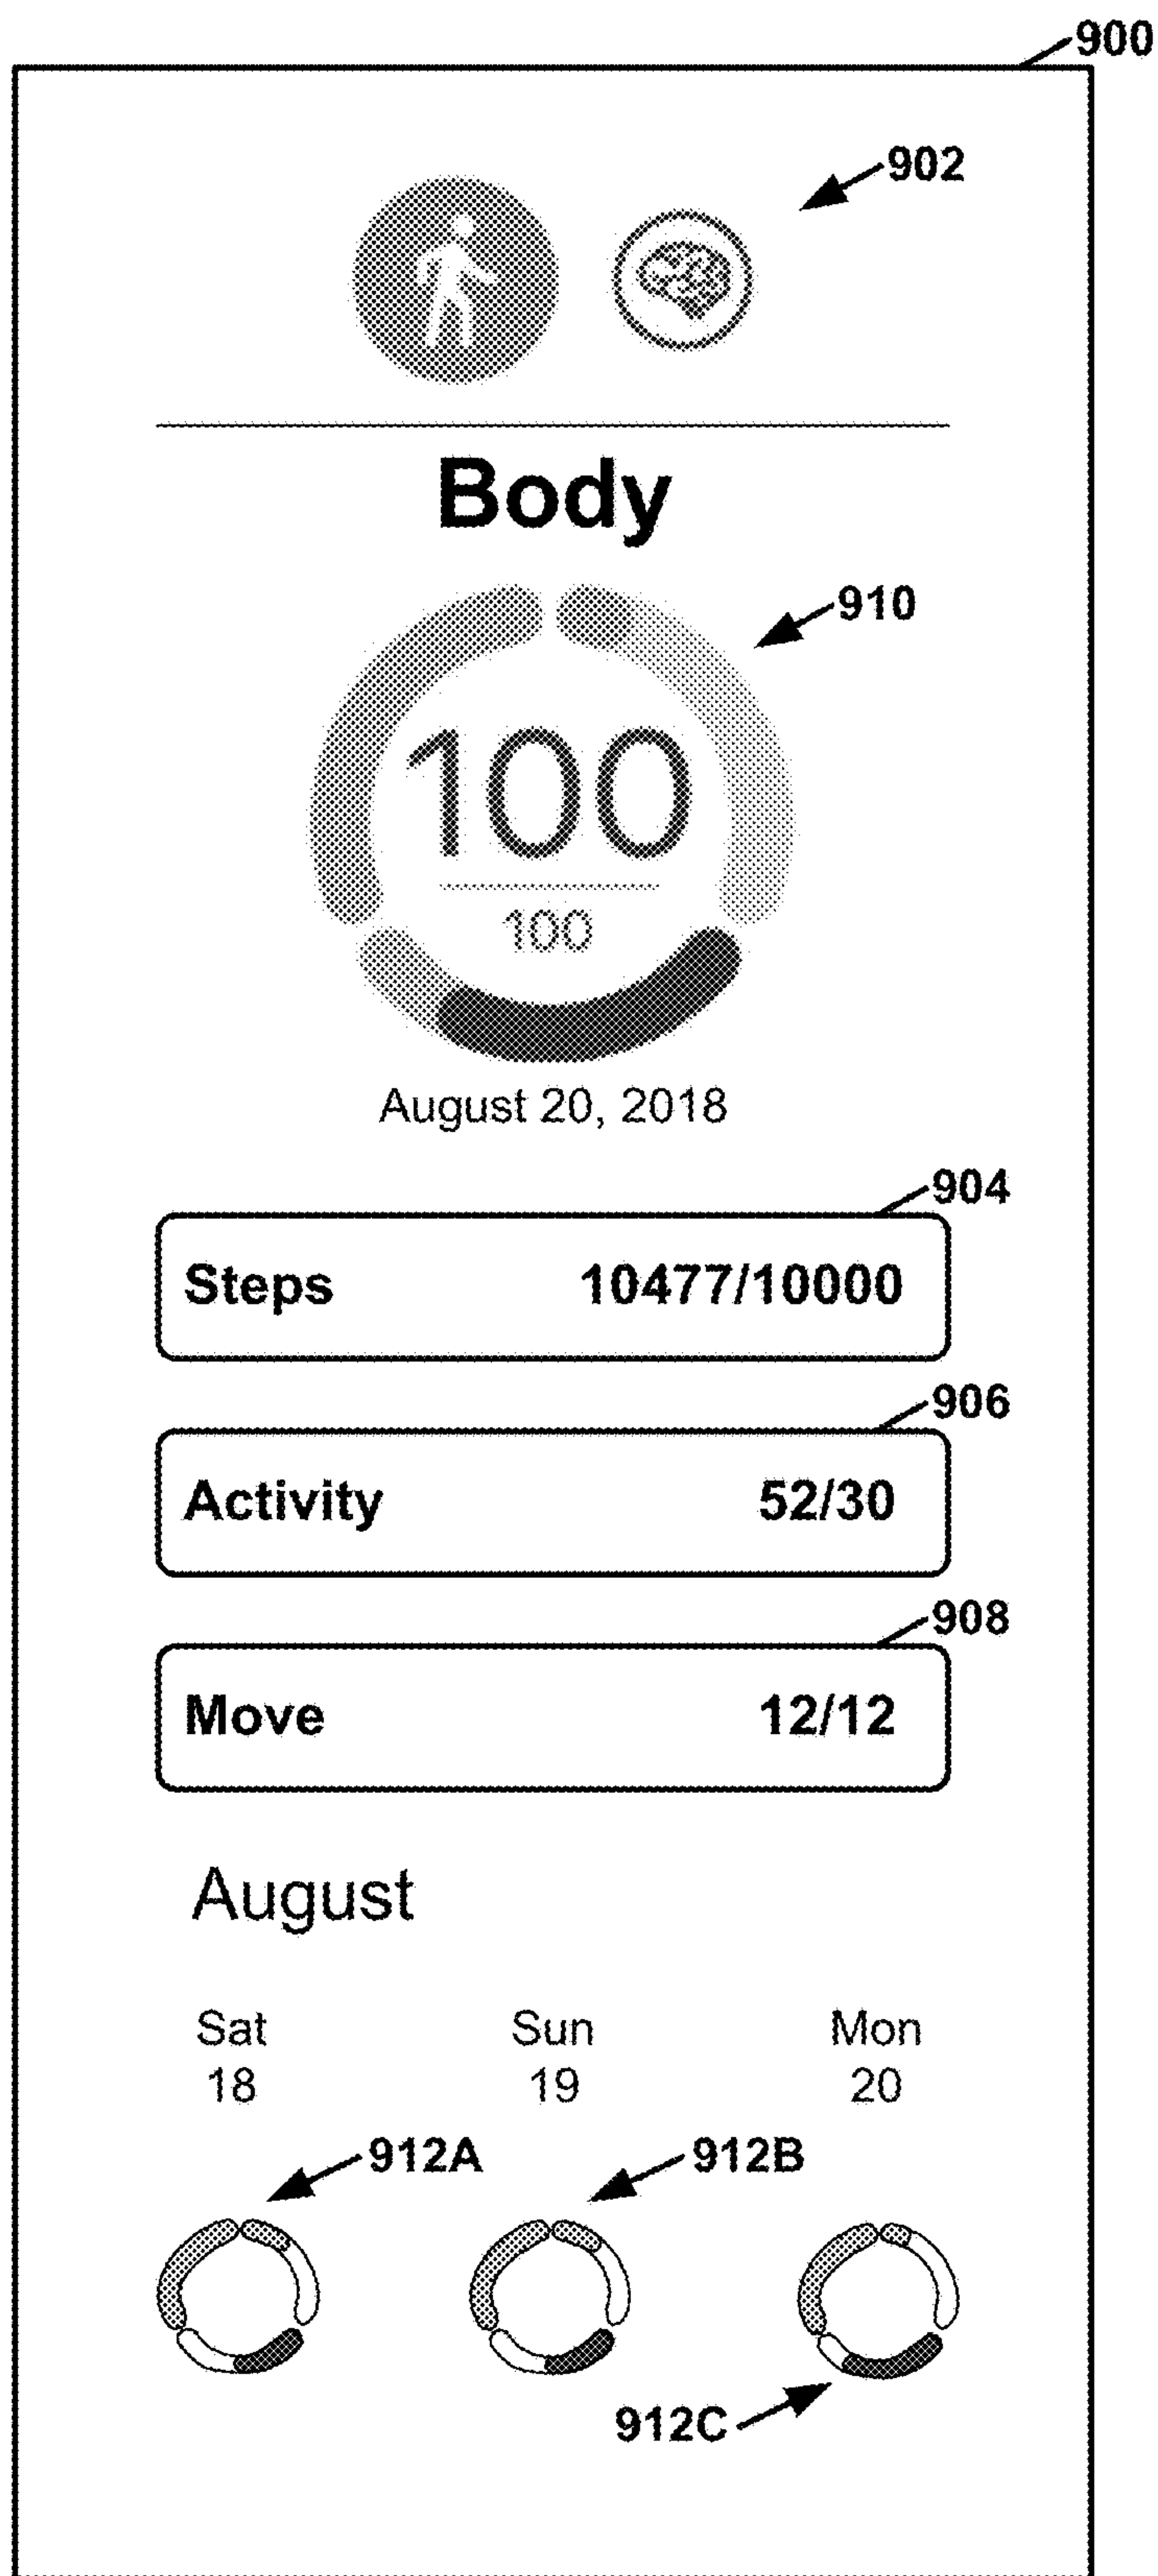 900
902
Body
910
100
100
August 20, 2018
904
Steps 10477/10000
906
Activity 52/30
908
Move 12/12
August
Sat Sun Mon
18 19 20
912A 912B
912C